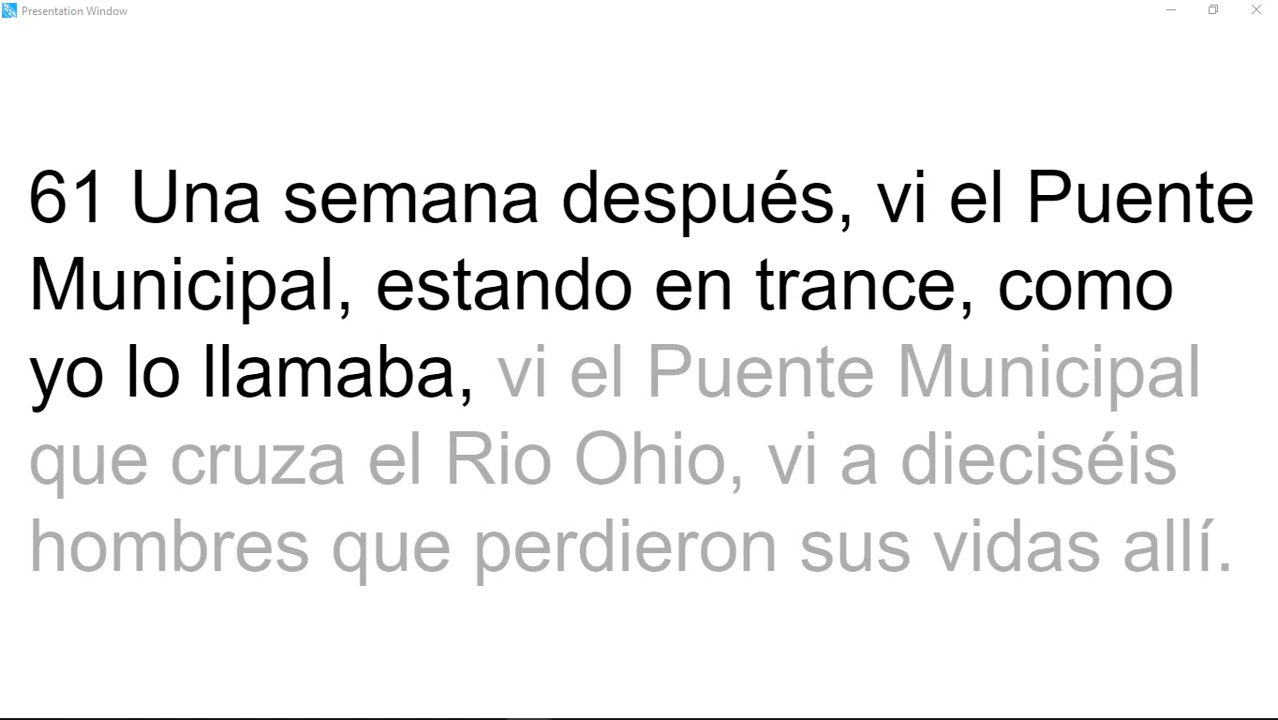 Presentation Window
61 Una semana después, vi el Puente
Municipal, estando en trance, como
yo lo llamaba, vi el Puente Municipal
que cruza el Rio Ohio, vi a dieciséis
hombres que perdieron sus vidas allí.